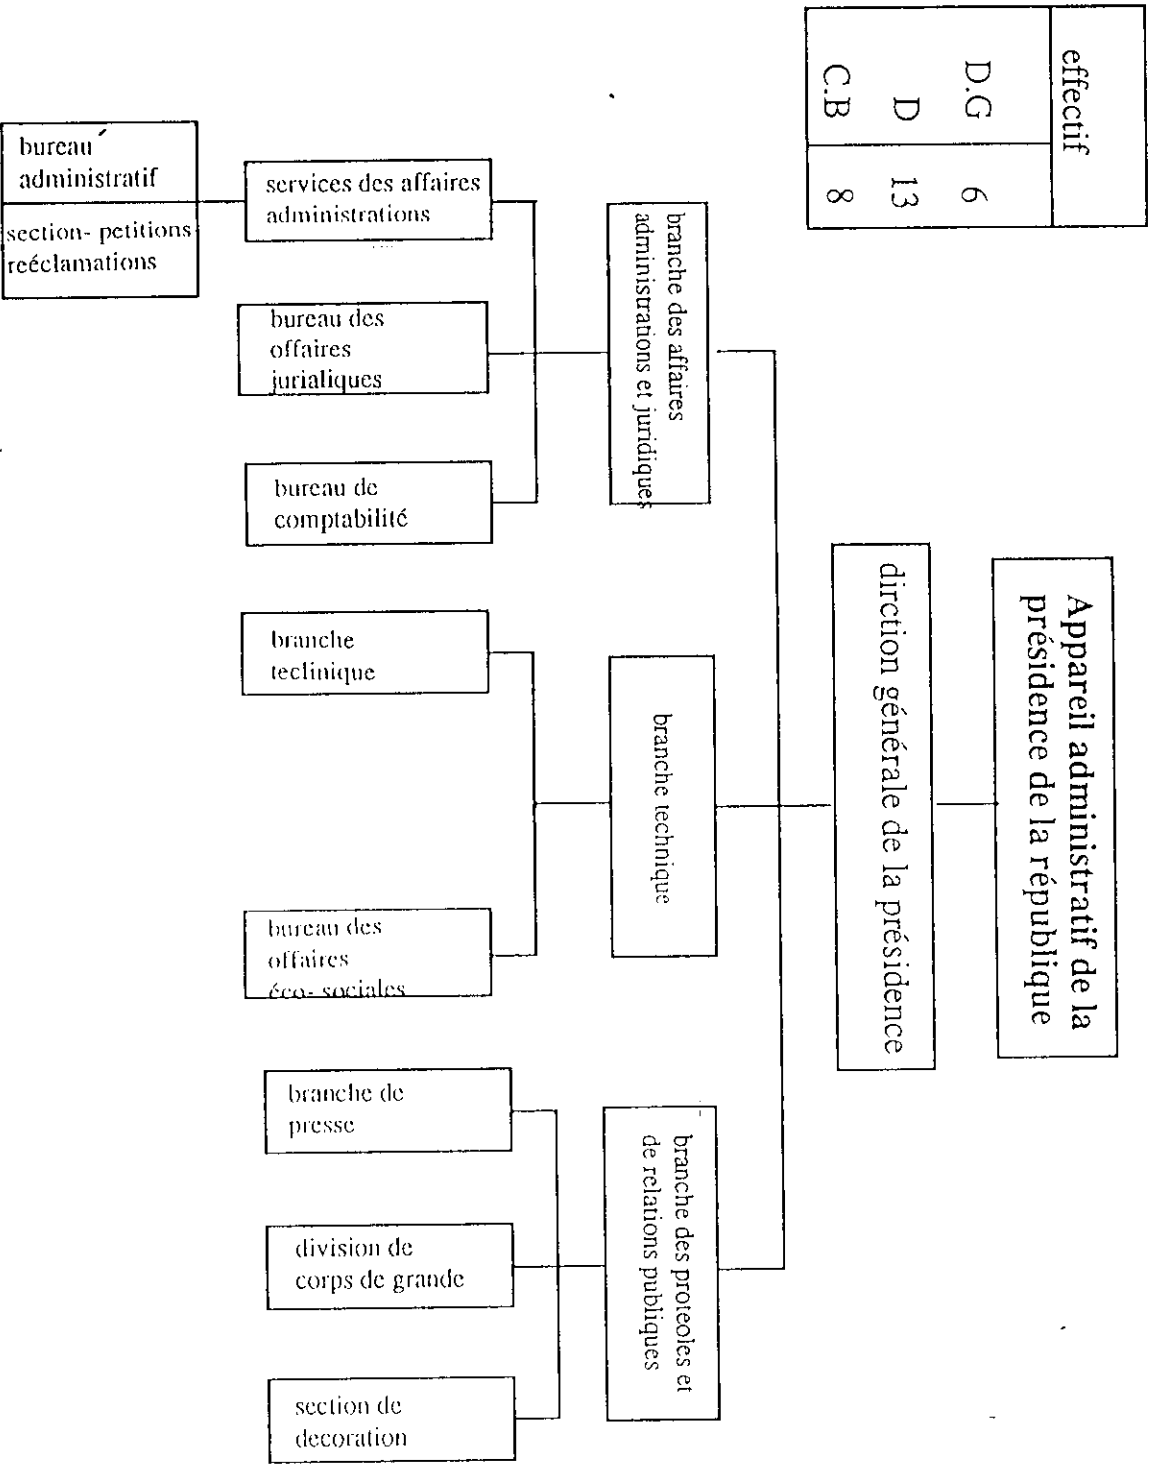 Appareil administratif de la
présidence de la république
effectif
D.G 6
D 13
C.B 8
dirction générale de la présidence
branche des affaires
administrations et juridiques
branche technique
branche des proteoles et
de relations publiques
services des affaires
administrations
bureau des
offaires
jurialiques
bureau de
comptabilité
branche
teclinique
bureau des
offaires
éco- sociales
branche de
presse
division de
corps de grande
section de
decoration
bureau
administratif
section- petitions
reéclamations